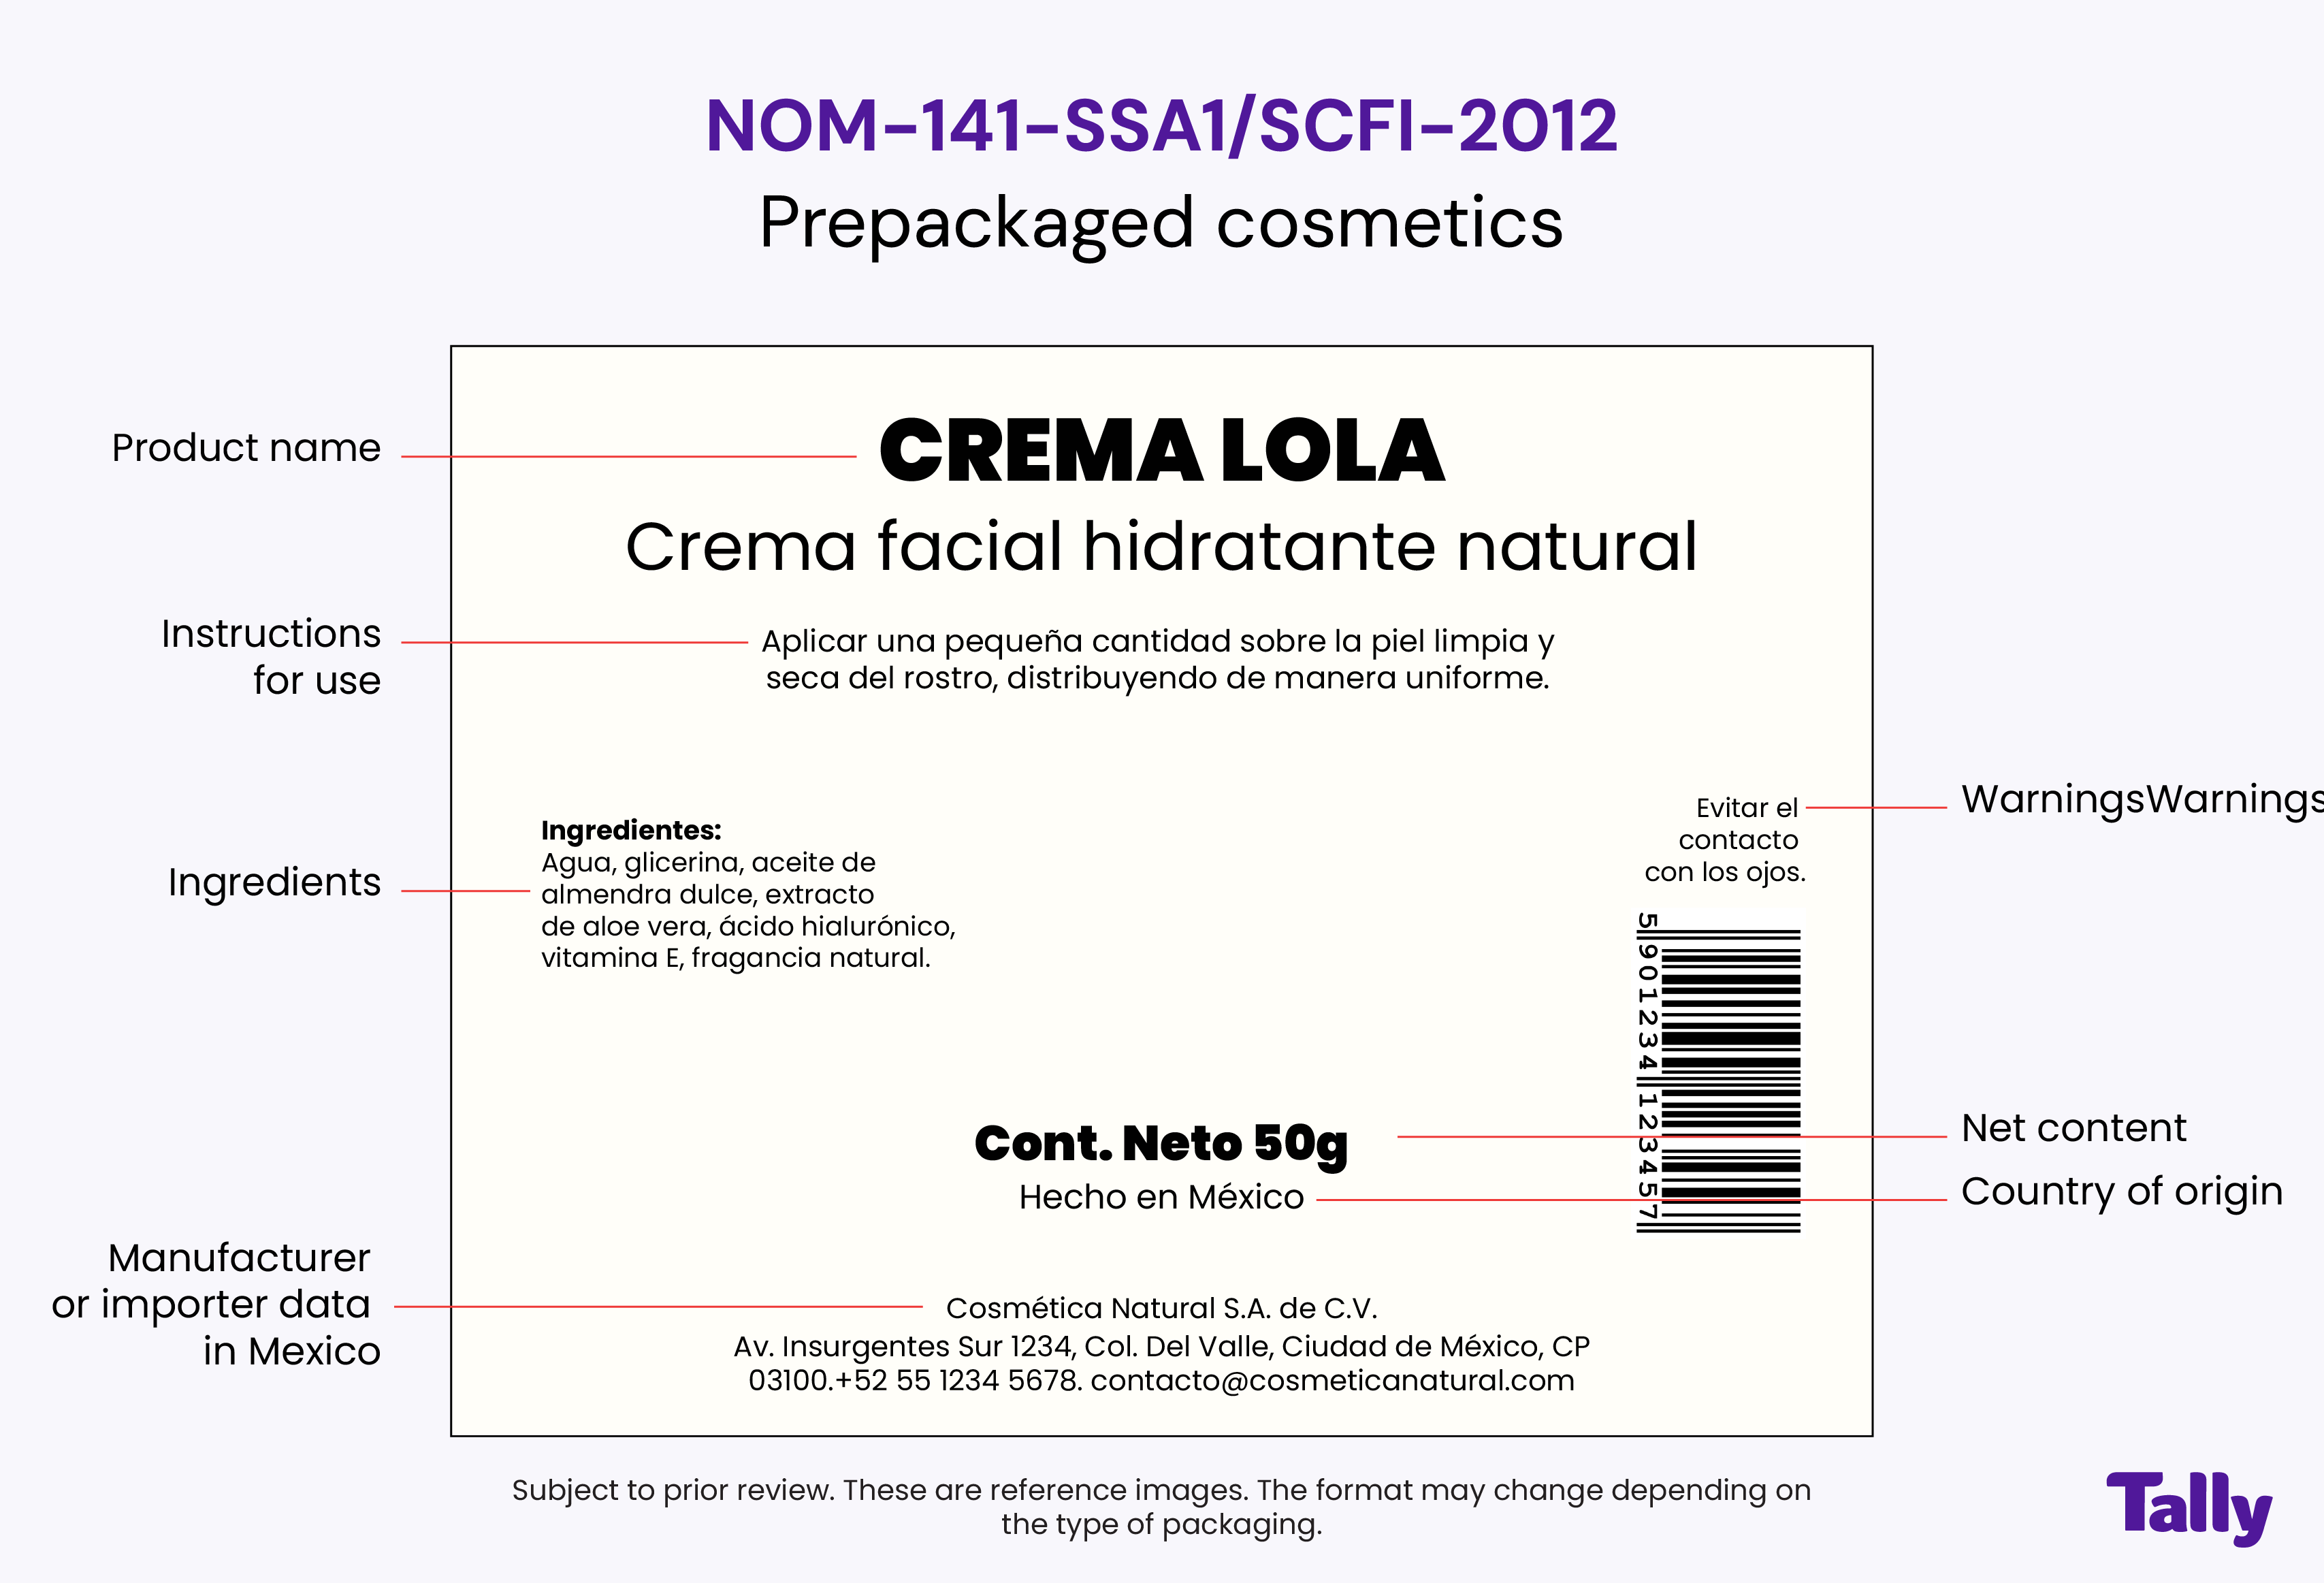 NOM-141-SSA1/SCFI-2012
Prepackaged cosmetics
Product name
CREMA LOLA
Crema facial hidratante natural
Instructions
for use
Aplicar una pequeña cantidad sobre la piel limpia y
seca del rostro, distribuyendo de manera uniforme.
Ingredients
Ingredientes:
Agua, glicerina, aceite de
almendra dulce, extracto
de aloe vera, ácido hialurónico,
vitamina E, fragancia natural.
Evitar el
contacto
con los ojos.
WarningsWarnings
5 901234 123457
Cont. Neto 50g
Net content
Hecho en México
Country of origin
Manufacturer
or importer data
in Mexico
Cosmética Natural S.A. de C.V.
Av. Insurgentes Sur 1234, Col. Del Valle, Ciudad de México, CP
03100.+52 55 1234 5678. contacto@cosmeticanatural.com
Subject to prior review. These are reference images. The format may change depending on
the type of packaging.
Tally